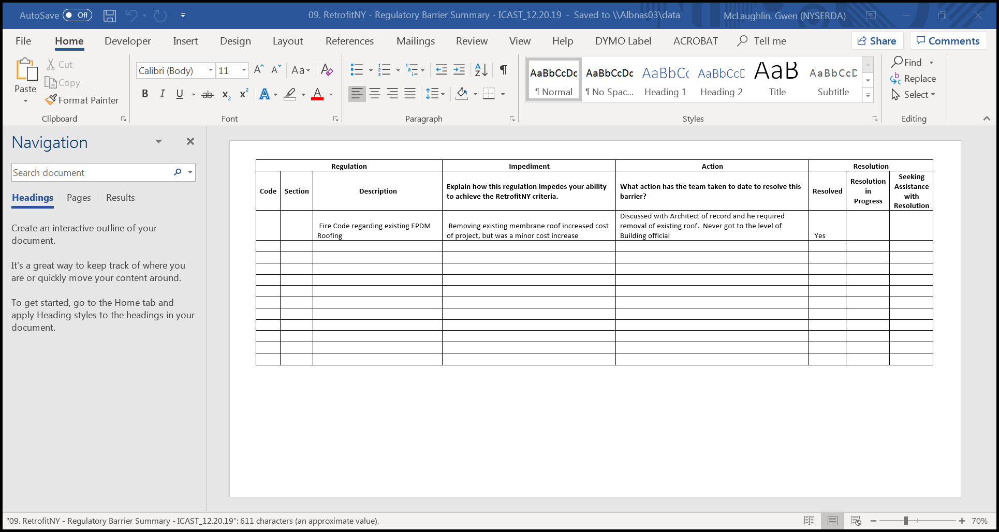 AutoSave Off
09. RetrofitNY - Regulatory Barrier Summary - ICAST_12.20.19 - Saved to \\Albnas03\data
McLaughlin, Gwen (NYSERDA)
File Home Developer Insert Design Layout References Mailings Review View Help DYMO Label ACROBAT Tell me Share Comments
Paste
Cut
Copy
Format Painter
Clipboard
Calibri (Body) 11
Font
Paragraph
AaBbCcDc AaBbCcDc AaBbCc AaBbCcD AaB AaBbCcD
¶ Normal ¶ No Spac... Heading 1 Heading 2 Title Subtitle
Styles
Find
Replace
Select
Editing
Navigation
Search document
Headings Pages Results
Create an interactive outline of your
document.
It's a great way to keep track of where you
are or quickly move your content around.
To get started, go to the Home tab and
apply Heading styles to the headings in your
document.
Regulation Impediment Action Resolution
Code Section Description
Explain how this regulation impedes your ability
to achieve the RetrofitNY criteria.
What action has the team taken to date to resolve this
barrier?
Resolved
Resolution
in
Progress
Seeking
Assistance
with
Resolution
Fire Code regarding existing EPDM
Roofing
Removing existing membrane roof increased cost
of project, but was a minor cost increase
Discussed with Architect of record and he required
removal of existing roof.  Never got to the level of
Building official
Yes
"09. RetrofitNY - Regulatory Barrier Summary - ICAST_12.20.19": 611 characters (an approximate value).
70%